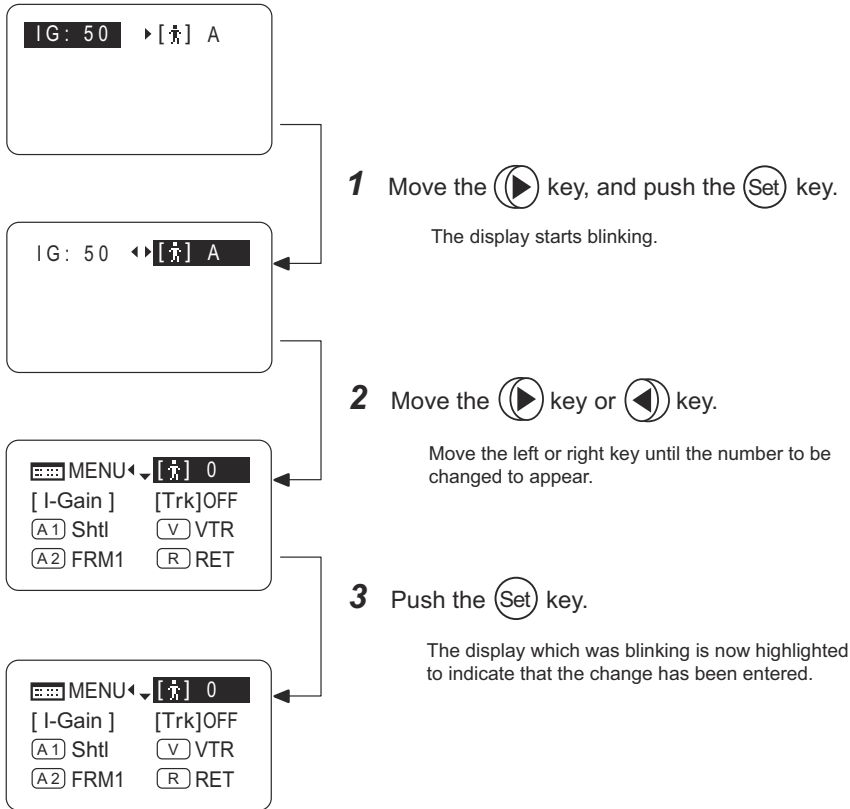 IG: 50 [] A
1 Move the key, and push the Set key.
The display starts blinking.
IG: 50 [] A
2 Move the key or key.
Move the left or right key until the number to be
changed to appear.
MENU [] 0
[ I-Gain ] [Trk]OFF
A1 Shtl V VTR
A2 FRM1 R RET
3 Push the Set key.
The display which was blinking is now highlighted
to indicate that the change has been entered.
MENU [] 0
[ I-Gain ] [Trk]OFF
A1 Shtl V VTR
A2 FRM1 R RET